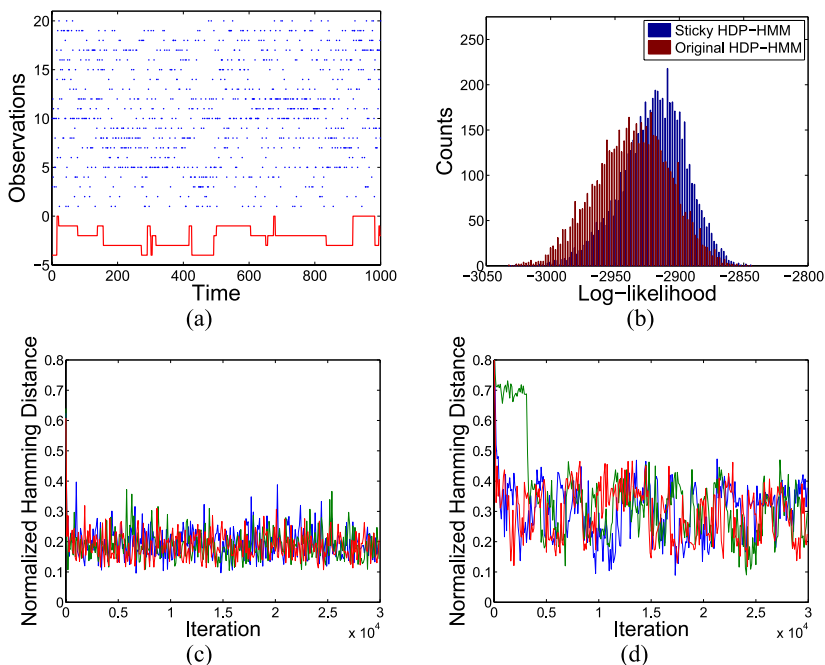 20
15
10
5
0
−5
Observations
0 200 400 600 800 1000
Time
(a)
250
200
150
100
50
0
Counts
Sticky HDP−HMM
Original HDP−HMM
−3050 −3000 −2950 −2900 −2850 −2800
Log−likelihood
(b)
0.8
0.7
0.6
0.5
0.4
0.3
0.2
0.1
0
Normalized Hamming Distance
0 0.5 1 1.5 2 2.5 3
x 10^4
Iteration
(c)
0.8
0.7
0.6
0.5
0.4
0.3
0.2
0.1
0
Normalized Hamming Distance
0 0.5 1 1.5 2 2.5 3
x 10^4
Iteration
(d)